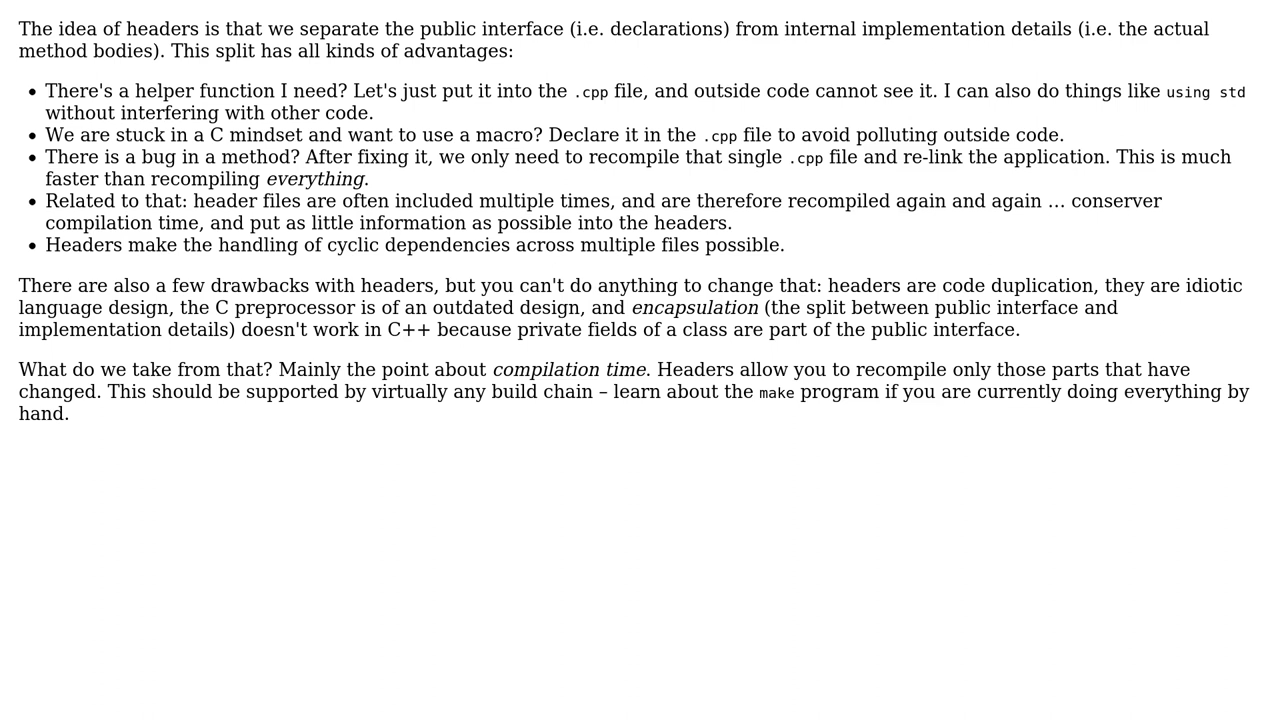 The idea of headers is that we separate the public interface (i.e. declarations) from internal implementation details (i.e. the actual
method bodies). This split has all kinds of advantages:
• There's a helper function I need? Let's just put it into the .cpp file, and outside code cannot see it. I can also do things like using std
without interfering with other code.
• We are stuck in a C mindset and want to use a macro? Declare it in the .cpp file to avoid polluting outside code.
• There is a bug in a method? After fixing it, we only need to recompile that single .cpp file and re-link the application. This is much
faster than recompiling everything.
• Related to that: header files are often included multiple times, and are therefore recompiled again and again … conserver
compilation time, and put as little information as possible into the headers.
• Headers make the handling of cyclic dependencies across multiple files possible.
There are also a few drawbacks with headers, but you can't do anything to change that: headers are code duplication, they are idiotic
language design, the C preprocessor is of an outdated design, and encapsulation (the split between public interface and
implementation details) doesn't work in C++ because private fields of a class are part of the public interface.
What do we take from that? Mainly the point about compilation time. Headers allow you to recompile only those parts that have
changed. This should be supported by virtually any build chain – learn about the make program if you are currently doing everything by
hand.